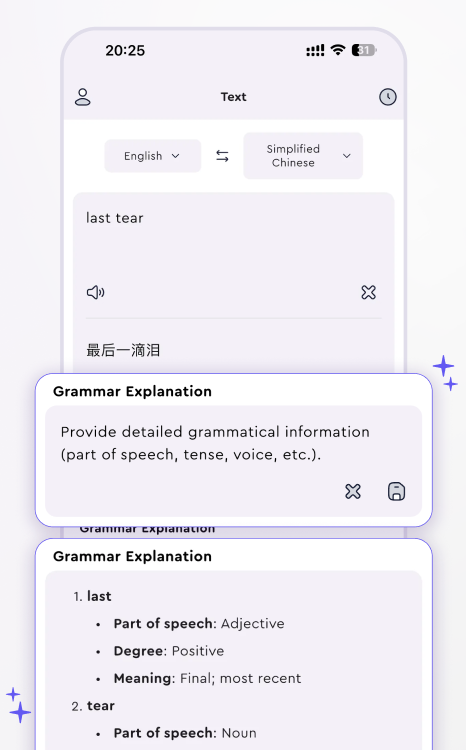 20:25
31
Text
English
Simplified
Chinese
last tear
最后一滴泪
Grammar Explanation
Provide detailed grammatical information
(part of speech, tense, voice, etc.).
Grammar Explanation
Grammar Explanation
1. last
• Part of speech: Adjective
• Degree: Positive
• Meaning: Final; most recent
2. tear
• Part of speech: Noun